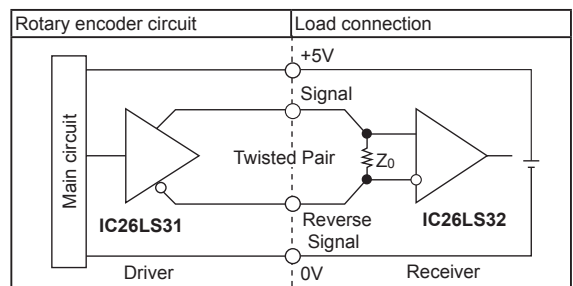 Rotary encoder circuit
Load connection
+5V
Signal
Main circuit
Twisted Pair
Z0
IC26LS31
IC26LS32
Reverse
Signal
Driver
0V
Receiver